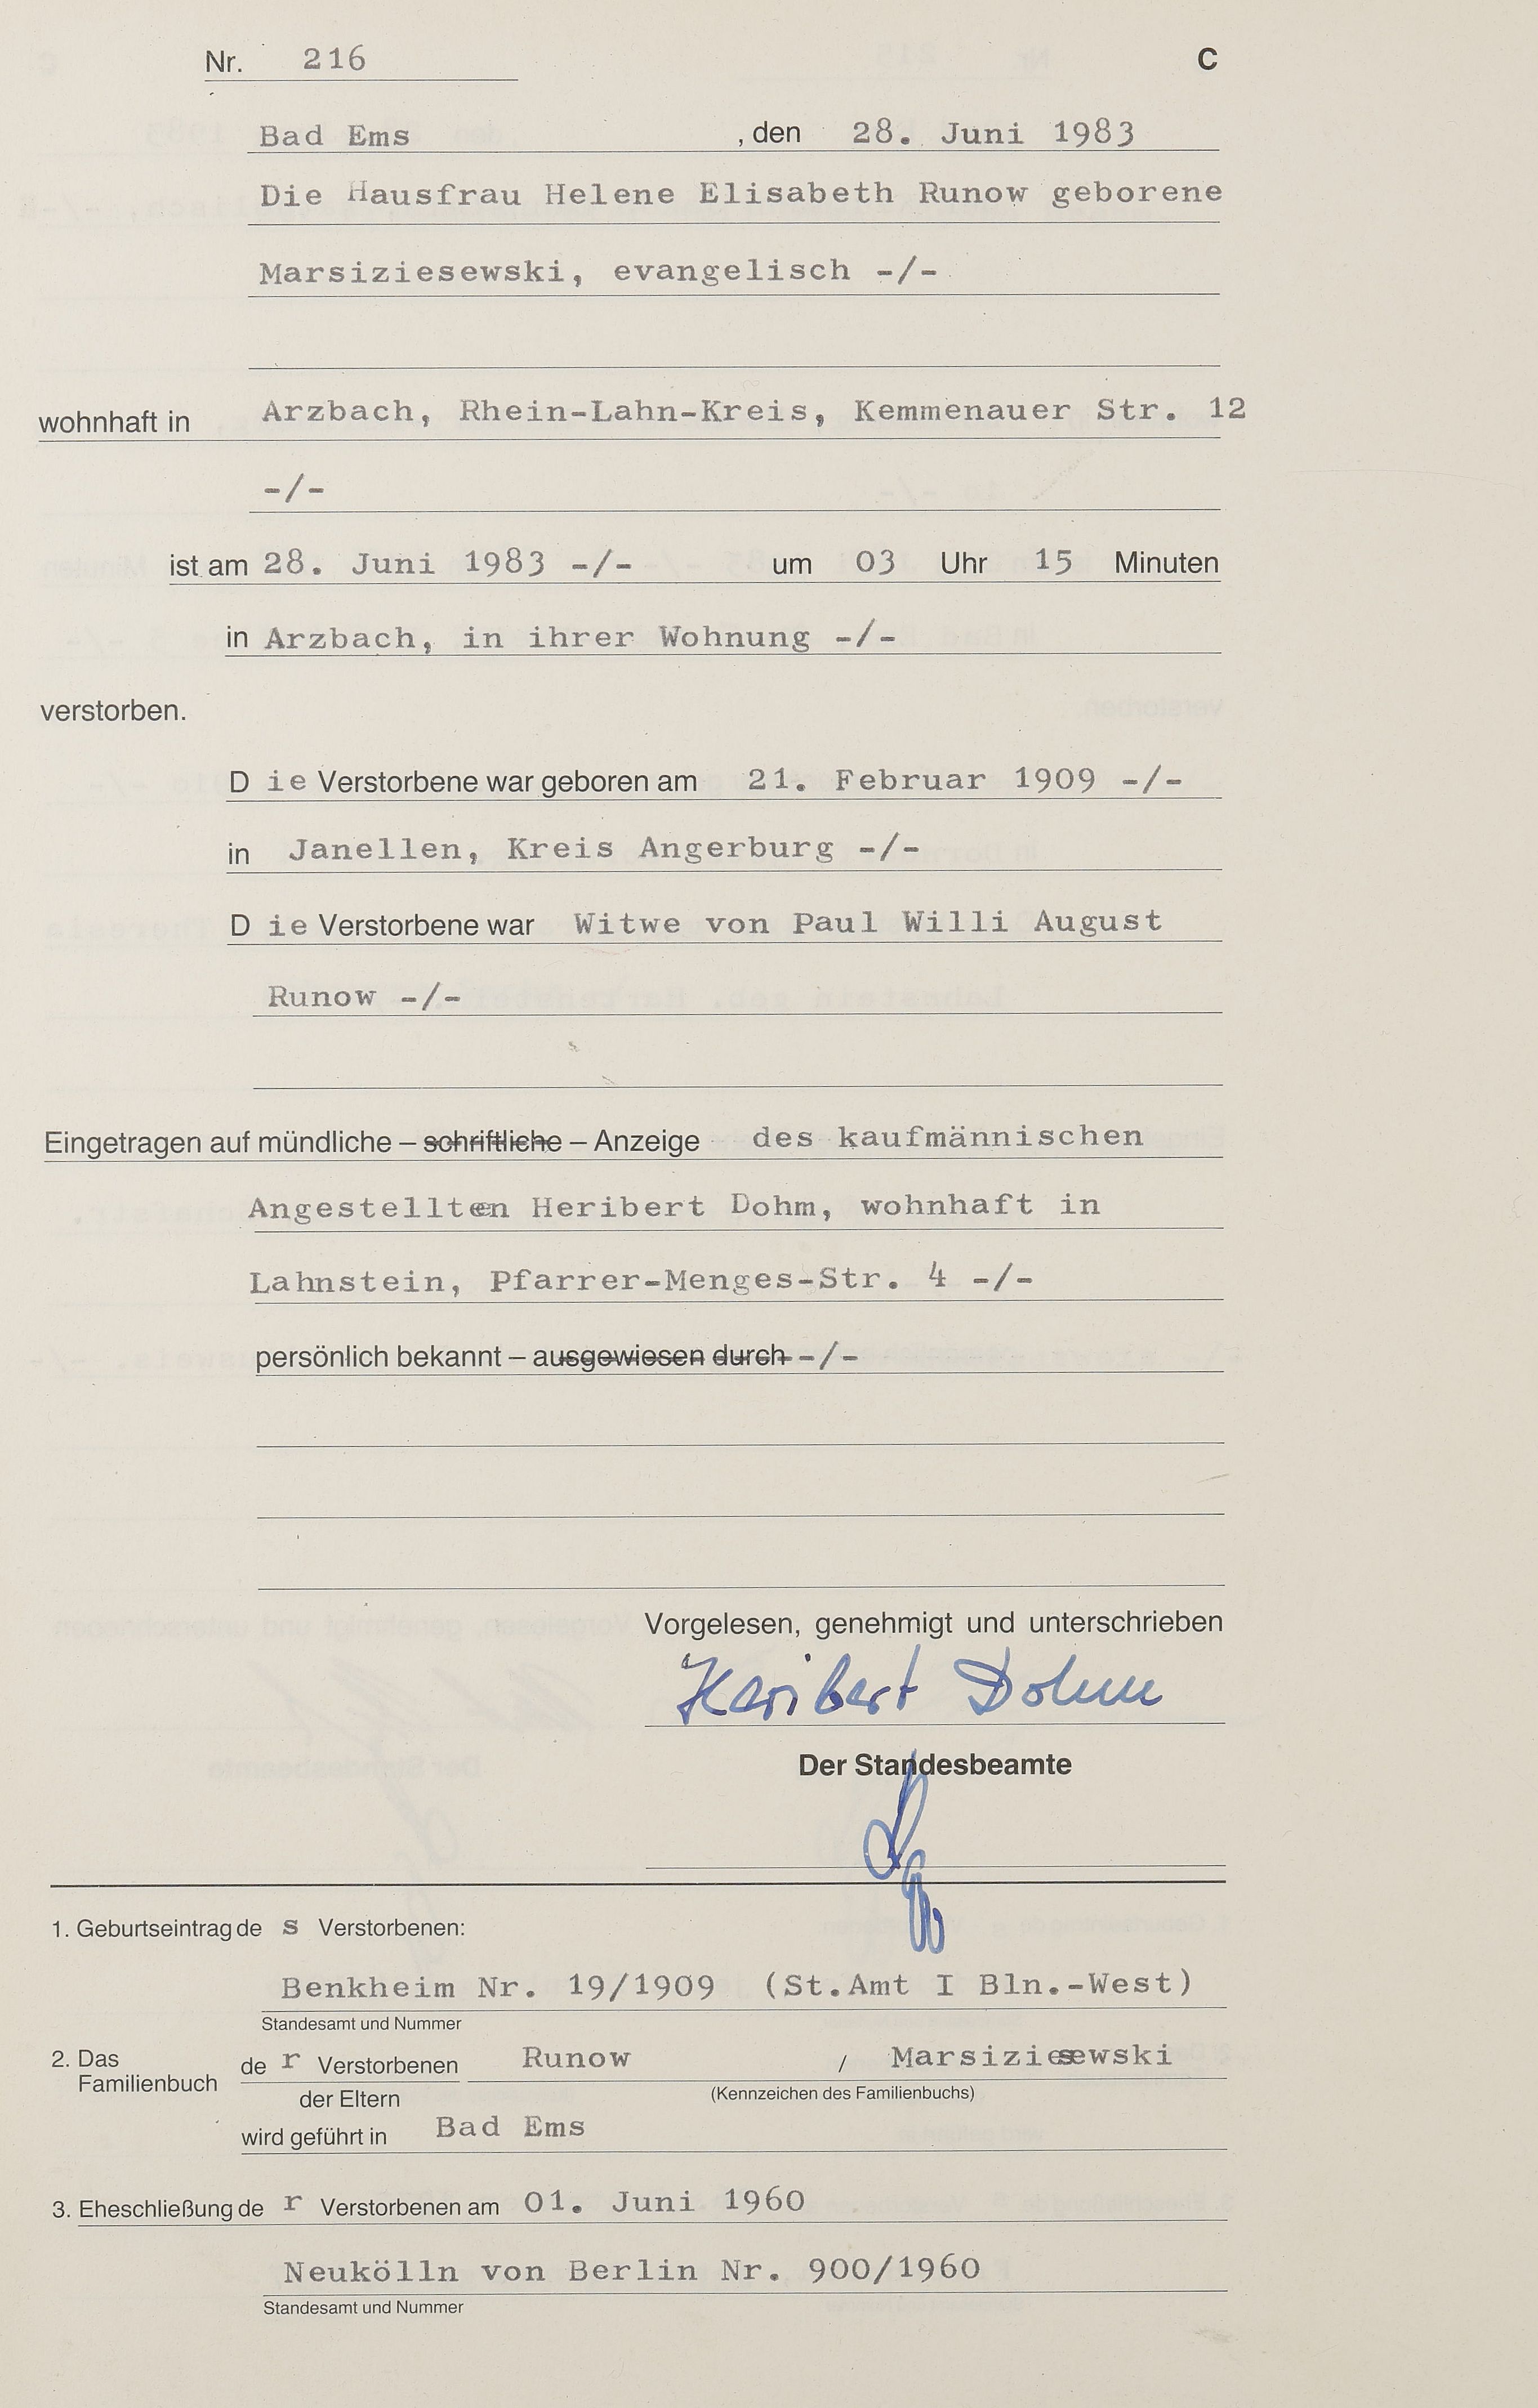 Nr. 216 C
Bad Ems , den 28. Juni 1983
Die Hausfrau Helene Elisabeth Runow geborene
Marsiziesewski, evangelisch -/-
wohnhaft in Arzbach, Rhein-Lahn-Kreis, Kemmenauer Str. 12
-/-
ist am 28. Juni 1983 -/- um 03 Uhr 15 Minuten
in Arzbach, in ihrer Wohnung -/-
verstorben.
D ie Verstorbene war geboren am 21. Februar 1909 -/-
in Janellen, Kreis Angerburg -/-
D ie Verstorbene war Witwe von Paul Willi August
Runow -/-
Eingetragen auf mündliche – schriftliche – Anzeige des kaufmännischen
Angestellten Heribert Dohm, wohnhaft in
Lahnstein, Pfarrer-Menges-Str. 4 -/-
persönlich bekannt – ausgewiesen durch -/-
Vorgelesen, genehmigt und unterschrieben
Heribert Dohm
Der Standesbeamte
1. Geburtseintrag de s Verstorbenen:
Benkheim Nr. 19/1909 (St.Amt I Bln.-West)
Standesamt und Nummer
2. Das Familienbuch de r Verstorbenen Runow / Marsiziesewski
der Eltern (Kennzeichen des Familienbuchs)
wird geführt in Bad Ems
3. Eheschließung de r Verstorbenen am 01. Juni 1960
Neukölln von Berlin Nr. 900/1960
Standesamt und Nummer